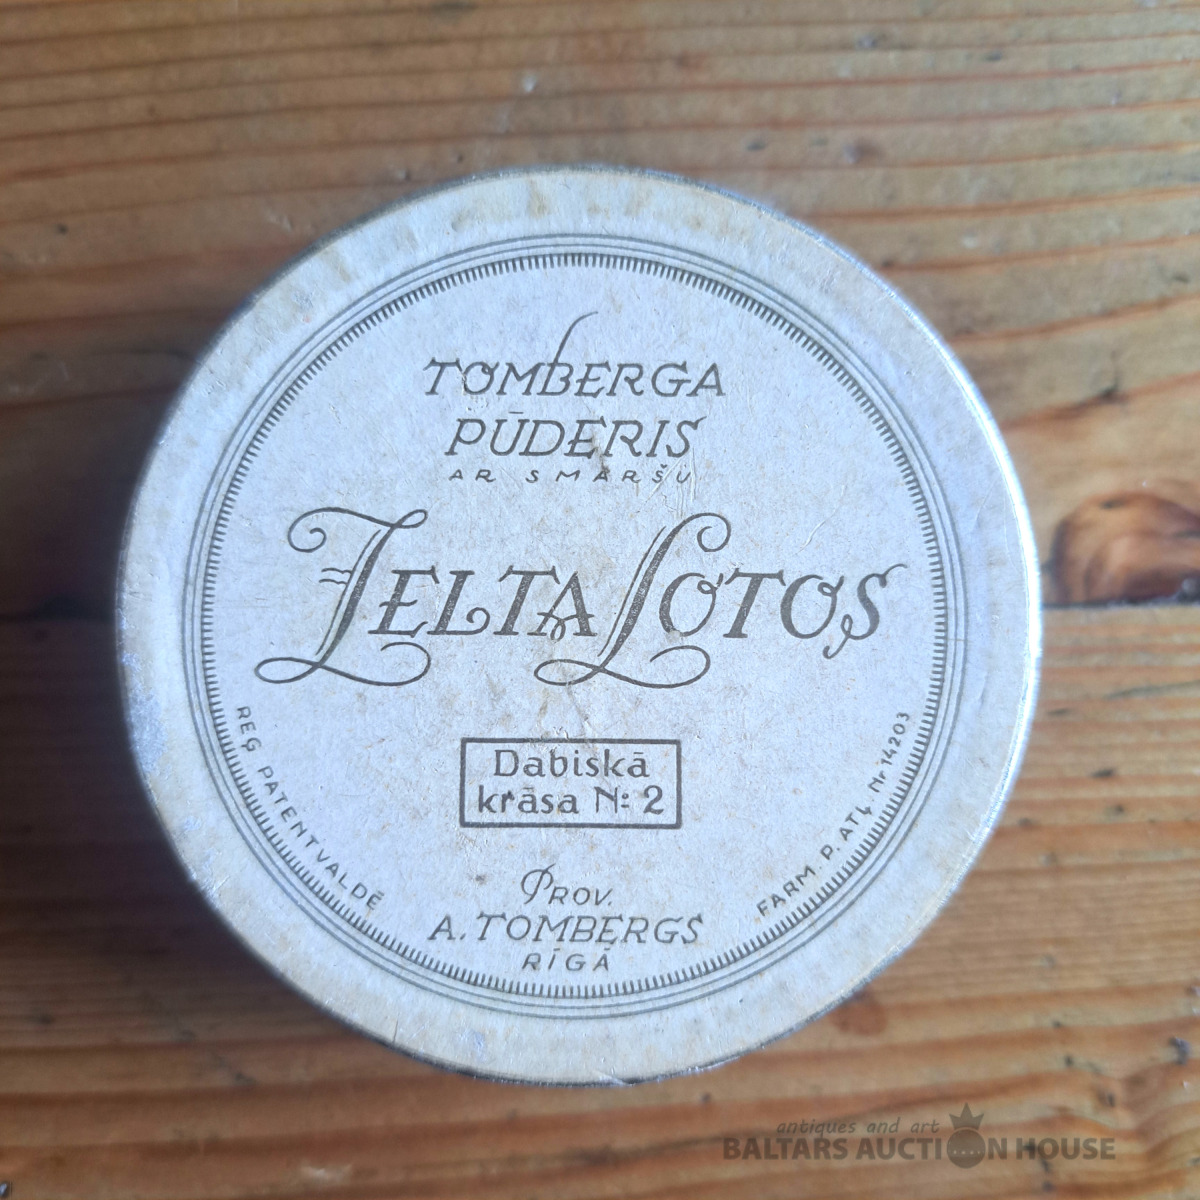 TOMBERGA
PŪDERIS
AR SMARŠU
ZELTA LOTOS
Dabiskā
krāsa № 2
PROV.
A. TOMBERGS
RĪGĀ
REĢ PATENTVALDĒ
FARM P. ATĻ. Nr 14203
antiques and art
BALTARS AUCTION HOUSE